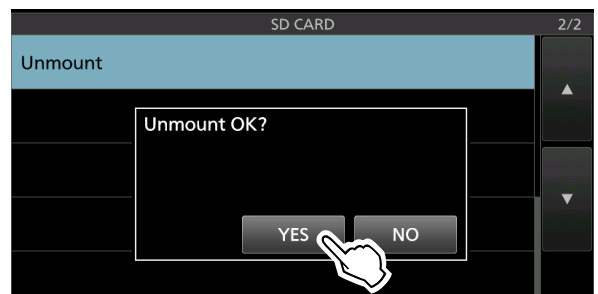 SD CARD 2/2
Unmount
▲
Unmount OK?
▼
YES NO